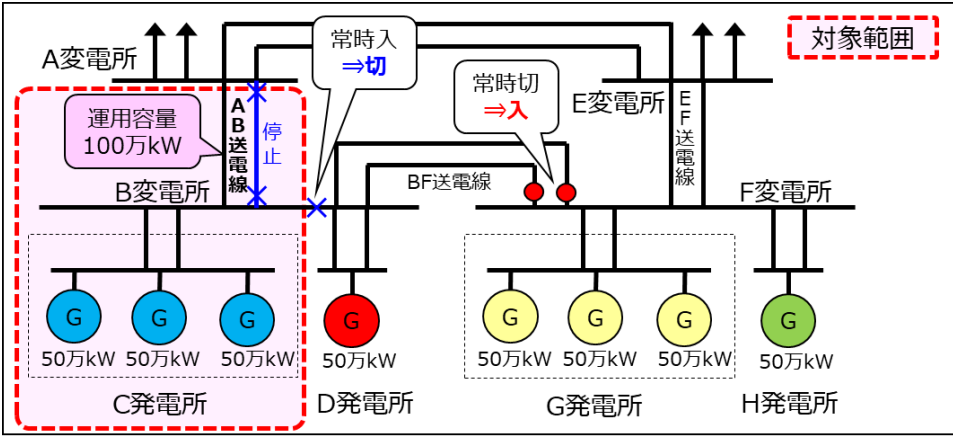 常時入
⇒切
対象範囲
A変電所
常時切
⇒入
E変電所
運用容量
100万kW
AB送電線
停止
EF送電線
BF送電線
B変電所
F変電所
G
G
G
G
G
G
G
G
50万kW
50万kW
50万kW
50万kW
50万kW
50万kW
50万kW
50万kW
C発電所
D発電所
G発電所
H発電所